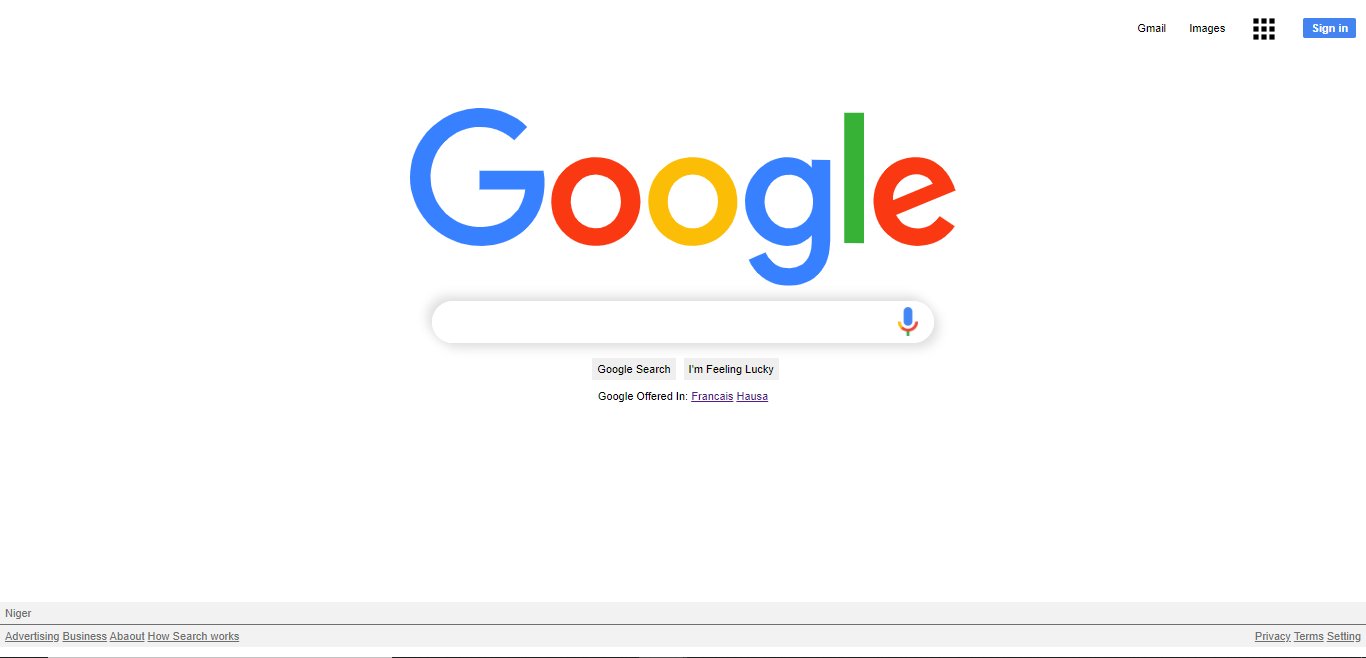 Gmail Images Sign in
Google
Google Search I'm Feeling Lucky
Google Offered In: Francais Hausa
Niger
Advertising Business Abaout How Search works Privacy Terms Setting